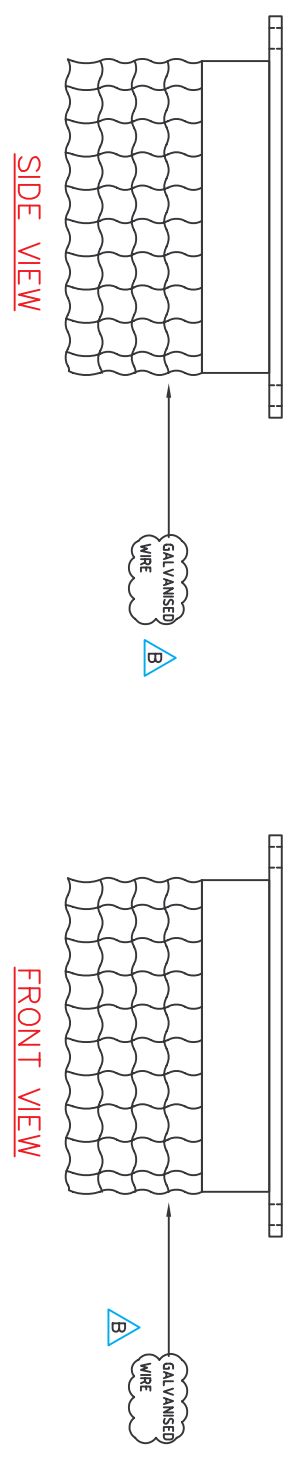 SIDE VIEW
GALVANISED
WIRE
B
FRONT VIEW
B
GALVANISED
WIRE